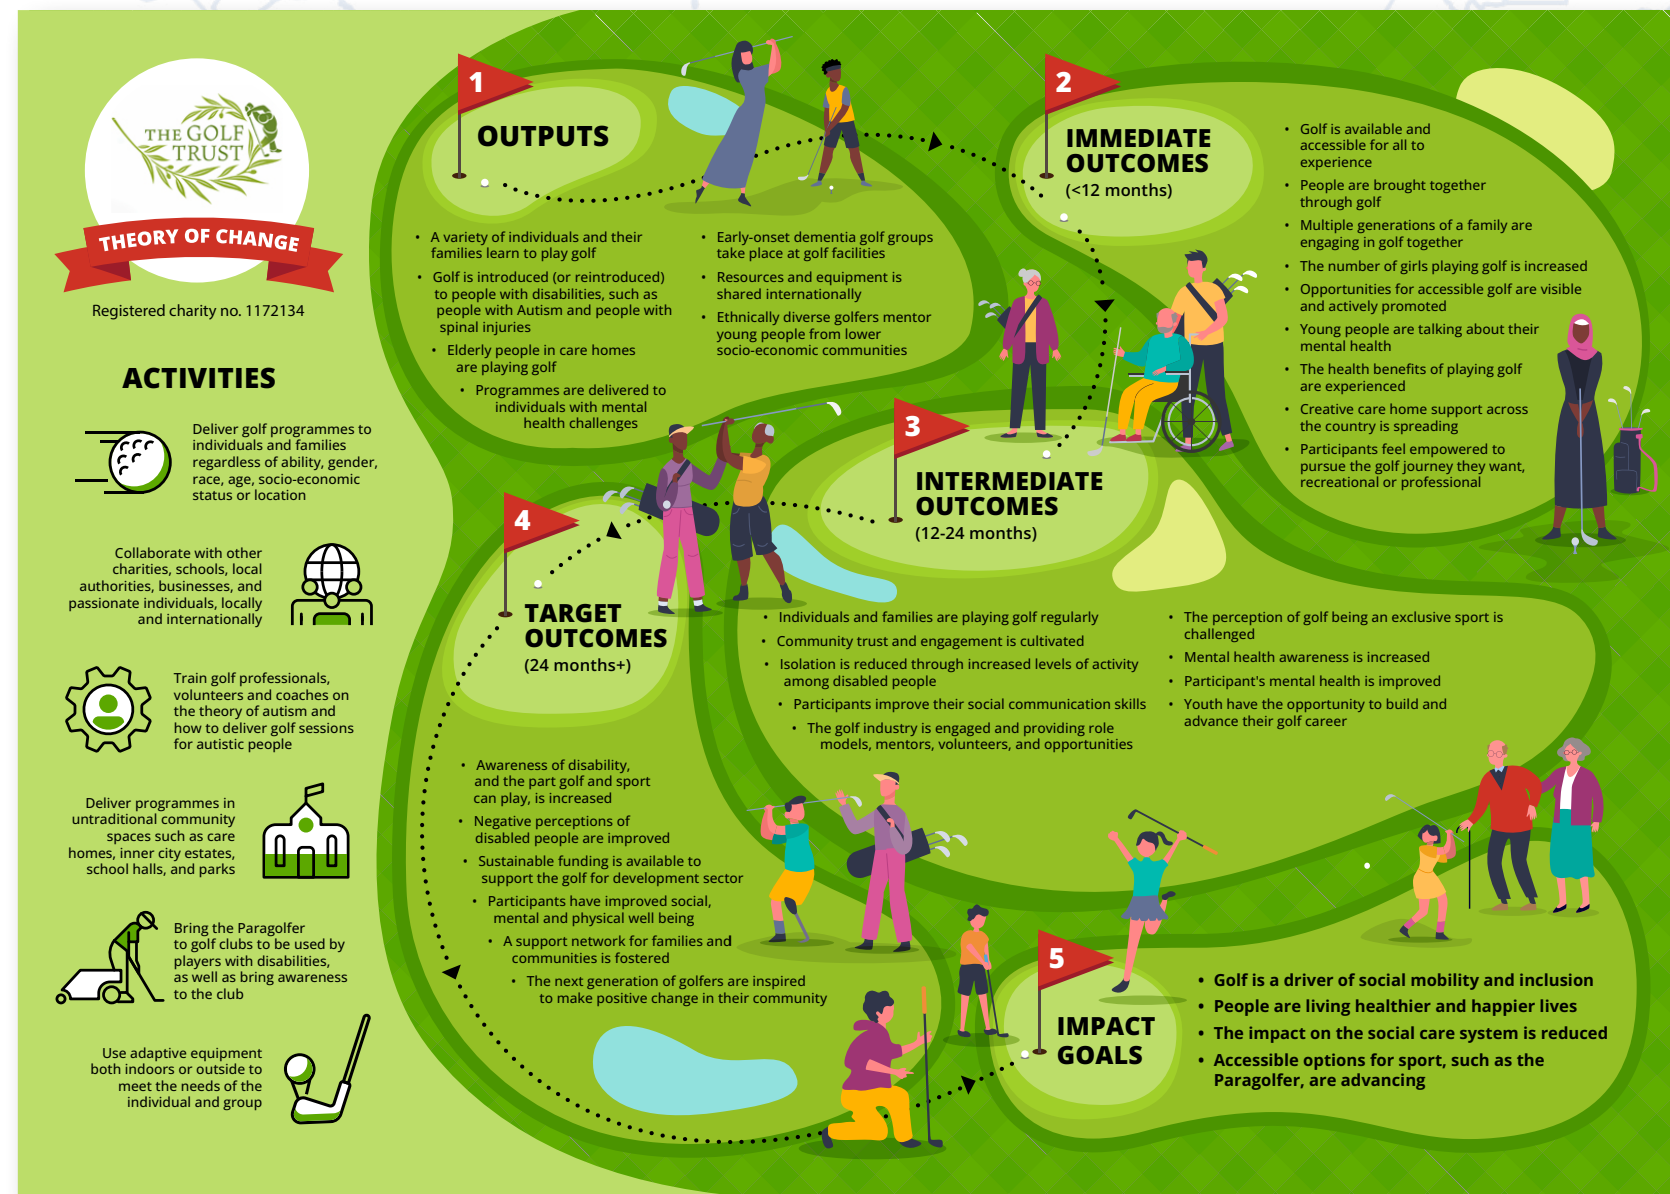 THE GOLF
TRUST
THEORY OF CHANGE
Registered charity no. 1172134
ACTIVITIES
Deliver golf programmes to
individuals and families
regardless of ability, gender,
race, age, socio-economic
status or location
Collaborate with other
charities, schools, local
authorities, businesses, and
passionate individuals, locally
and internationally
Train golf professionals,
volunteers and coaches on
the theory of autism and
how to deliver golf sessions
for autistic people
Deliver programmes in
untraditional community
spaces such as care
homes, inner city estates,
school halls, and parks
Bring the Paragolfer
to golf clubs to be used by
players with disabilities,
as well as bring awareness
to the club
Use adaptive equipment
both indoors or outside to
meet the needs of the
individual and group
1
OUTPUTS
• A variety of individuals and their
families learn to play golf
• Golf is introduced (or reintroduced)
to people with disabilities, such as
people with Autism and people with
spinal injuries
• Elderly people in care homes
are playing golf
• Programmes are delivered to
individuals with mental
health challenges
• Early-onset dementia golf groups
take place at golf facilities
• Resources and equipment is
shared internationally
• Ethnically diverse golfers mentor
young people from lower
socio-economic communities
2
IMMEDIATE
OUTCOMES
(<12 months)
• Golf is available and
accessible for all to
experience
• People are brought together
through golf
• Multiple generations of a family are
engaging in golf together
• The number of girls playing golf is increased
• Opportunities for accessible golf are visible
and actively promoted
• Young people are talking about their
mental health
• The health benefits of playing golf
are experienced
• Creative care home support across
the country is spreading
• Participants feel empowered to
pursue the golf journey they want,
recreational or professional
3
INTERMEDIATE
OUTCOMES
(12-24 months)
• Individuals and families are playing golf regularly
• Community trust and engagement is cultivated
• Isolation is reduced through increased levels of activity
among disabled people
• Participants improve their social communication skills
• The golf industry is engaged and providing role
models, mentors, volunteers, and opportunities
• The perception of golf being an exclusive sport is
challenged
• Mental health awareness is increased
• Participant's mental health is improved
• Youth have the opportunity to build and
advance their golf career
4
TARGET
OUTCOMES
(24 months+)
• Awareness of disability,
and the part golf and sport
can play, is increased
• Negative perceptions of
disabled people are improved
• Sustainable funding is available to
support the golf for development sector
• Participants have improved social,
mental and physical well being
• A support network for families and
communities is fostered
• The next generation of golfers are inspired
to make positive change in their community
5
IMPACT
GOALS
• Golf is a driver of social mobility and inclusion
• People are living healthier and happier lives
• The impact on the social care system is reduced
• Accessible options for sport, such as the
Paragolfer, are advancing